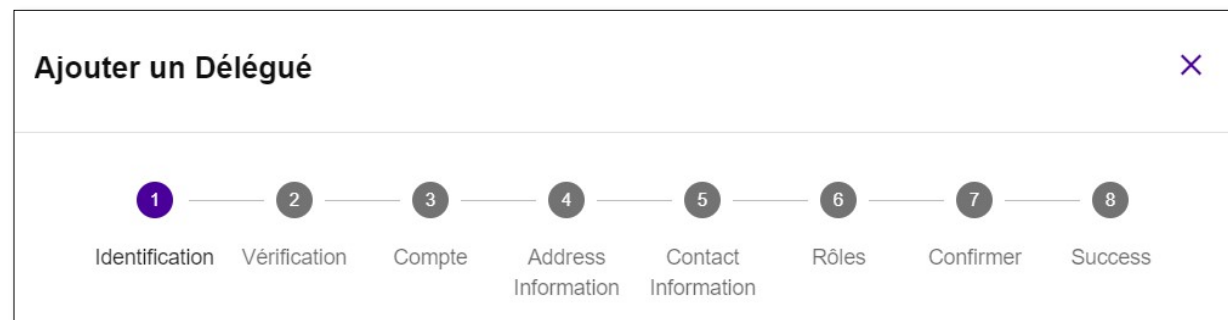 Ajouter un Délégué
1 2 3 4 5 6 7 8
Identification Vérification Compte Address Contact Rôles Confirmer Success
Information Information